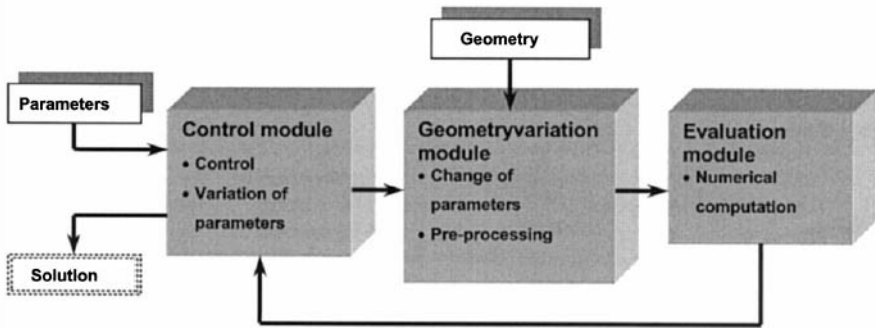 Geometry
Parameters
Control module
• Control
• Variation of
parameters
Geometryvariation
module
• Change of
parameters
• Pre-processing
Evaluation
module
• Numerical
computation
Solution